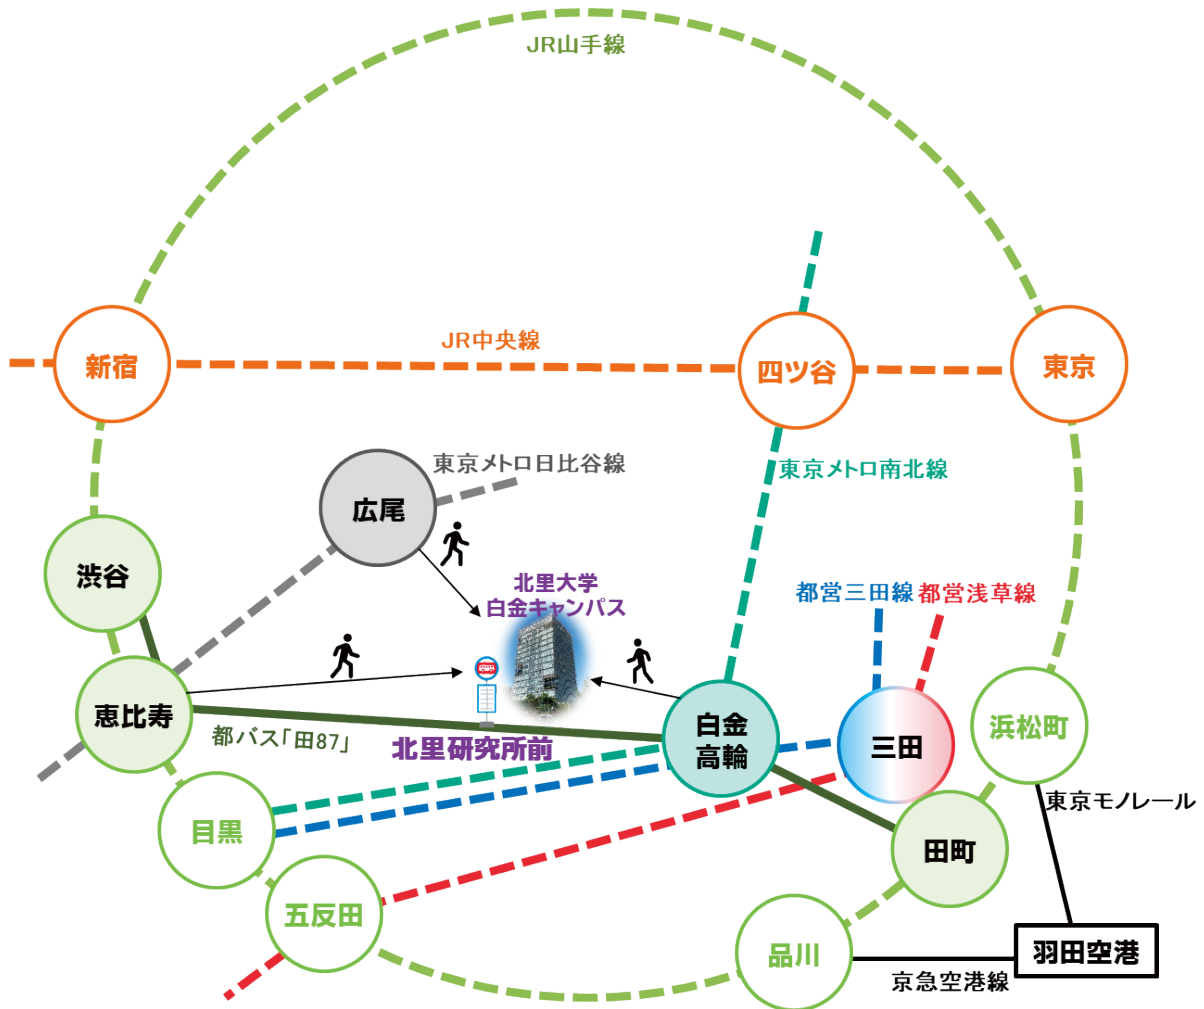 JR山手線
JR中央線
新宿
四ツ谷
東京
東京メトロ日比谷線
東京メトロ南北線
広尾
渋谷
北里大学
白金キャンパス
都営三田線
都営浅草線
恵比寿
都バス「田87」
北里研究所前
白金
高輪
三田
浜松町
東京モノレール
目黒
田町
五反田
品川
羽田空港
京急空港線